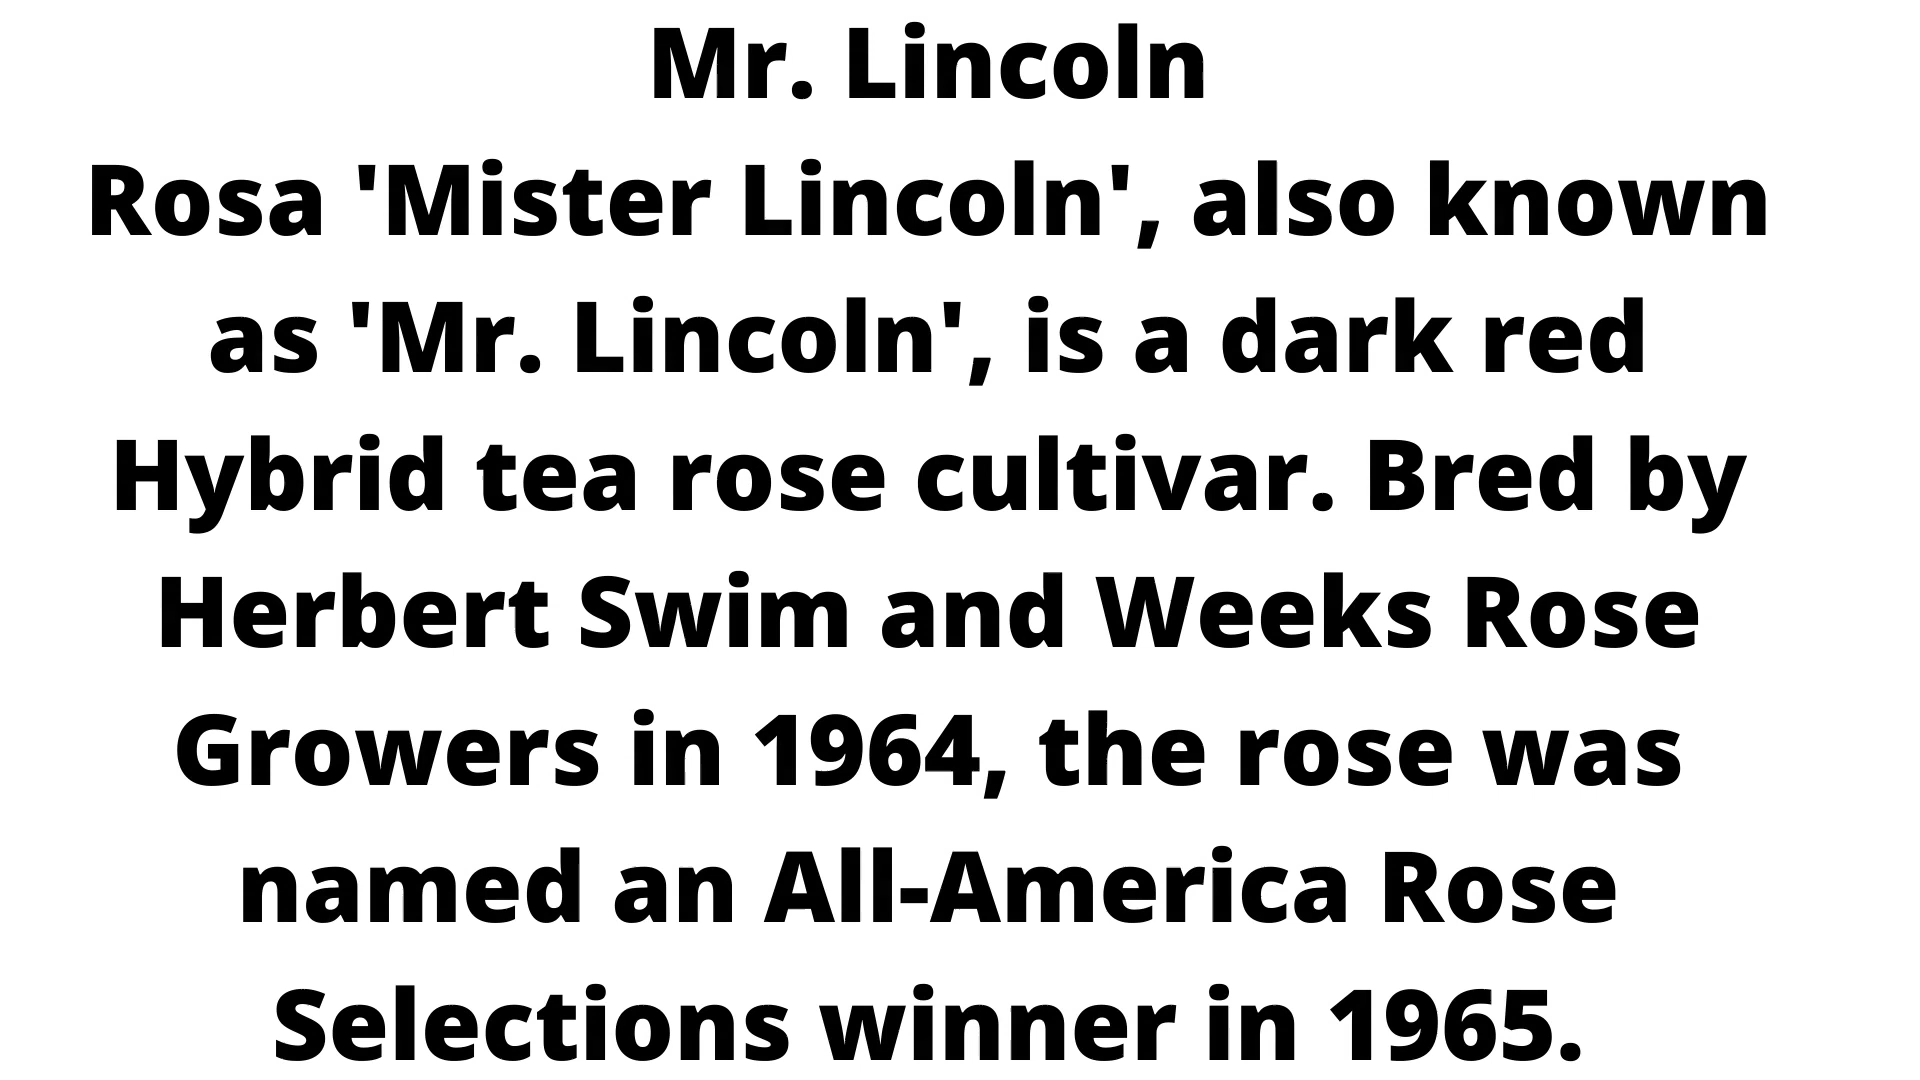 Mr. Lincoln
Rosa 'Mister Lincoln', also known
as 'Mr. Lincoln', is a dark red
Hybrid tea rose cultivar. Bred by
Herbert Swim and Weeks Rose
Growers in 1964, the rose was
named an All-America Rose
Selections winner in 1965.